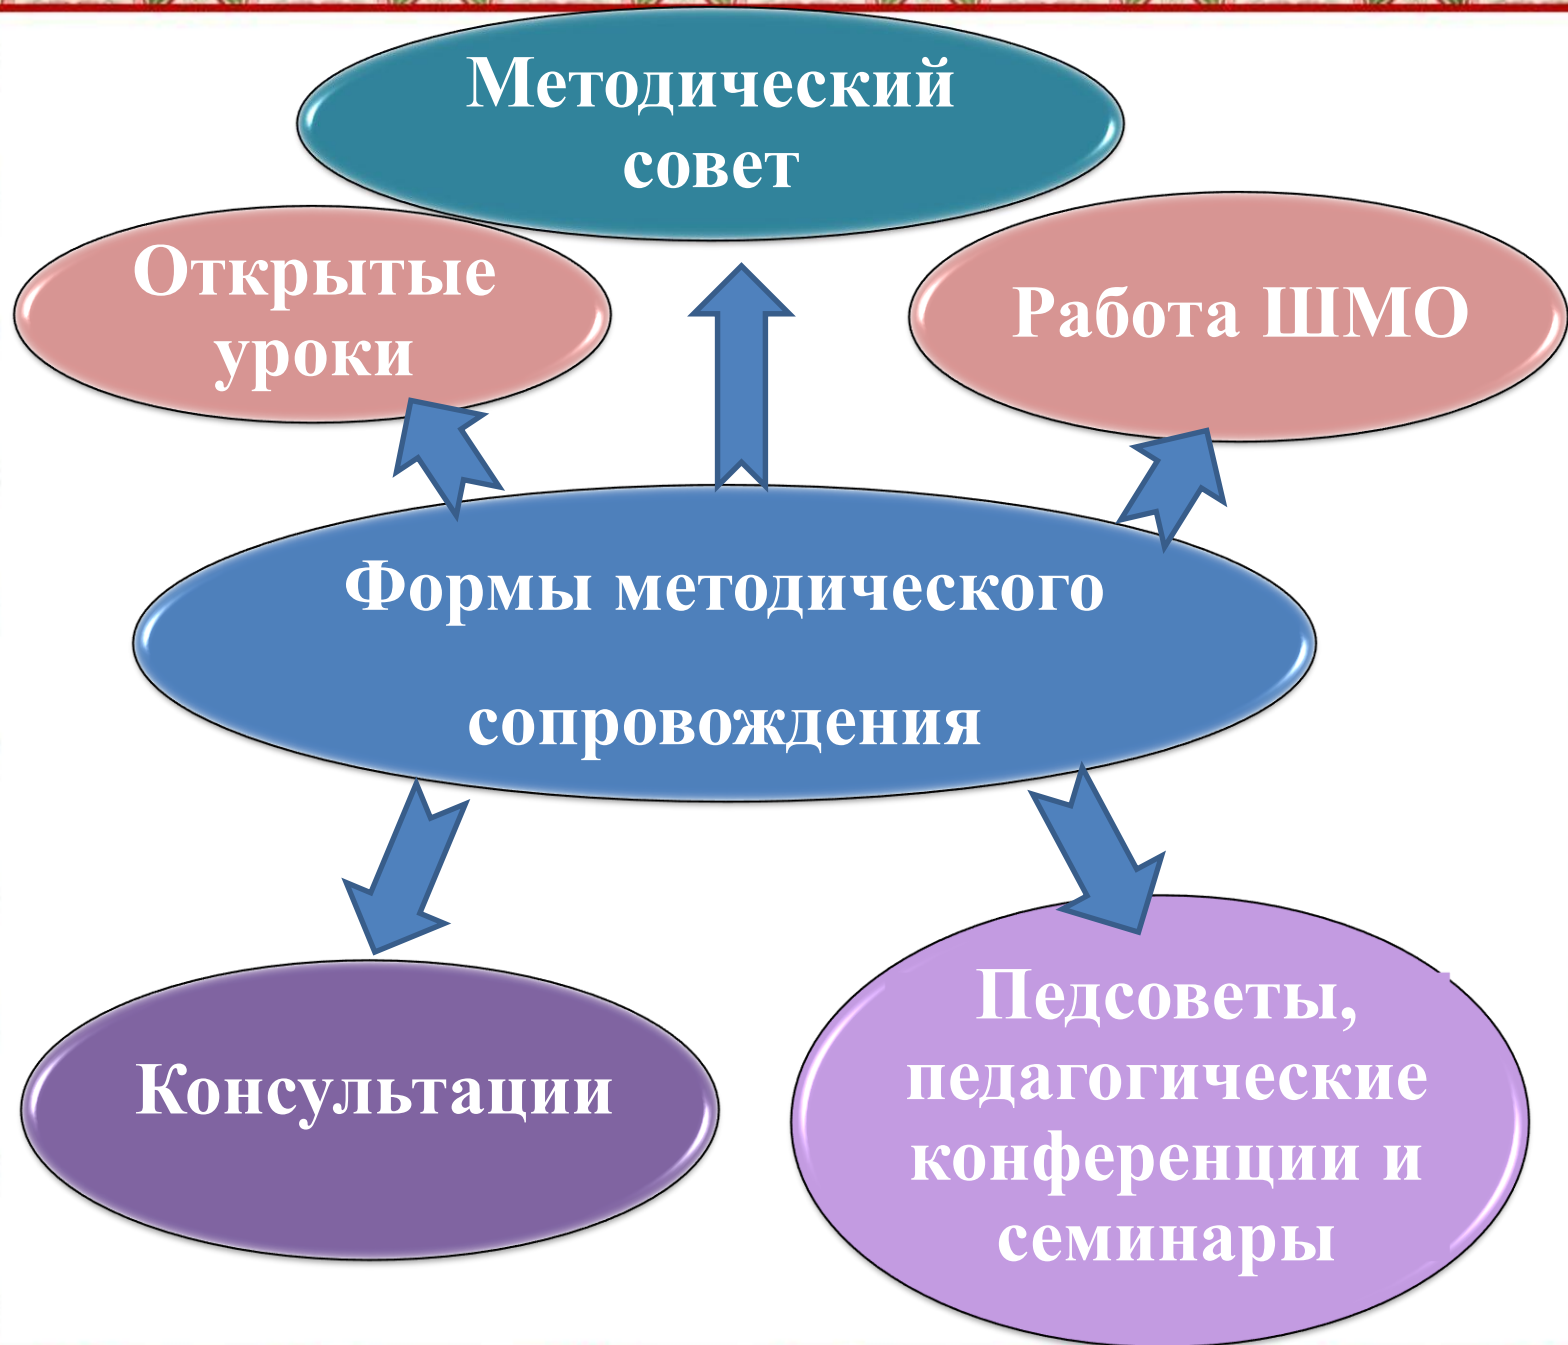 Методический
совет
Открытые
уроки
Работа ШМО
Формы методического
сопровождения
Консультации
Педсоветы,
педагогические
конференции и
семинары